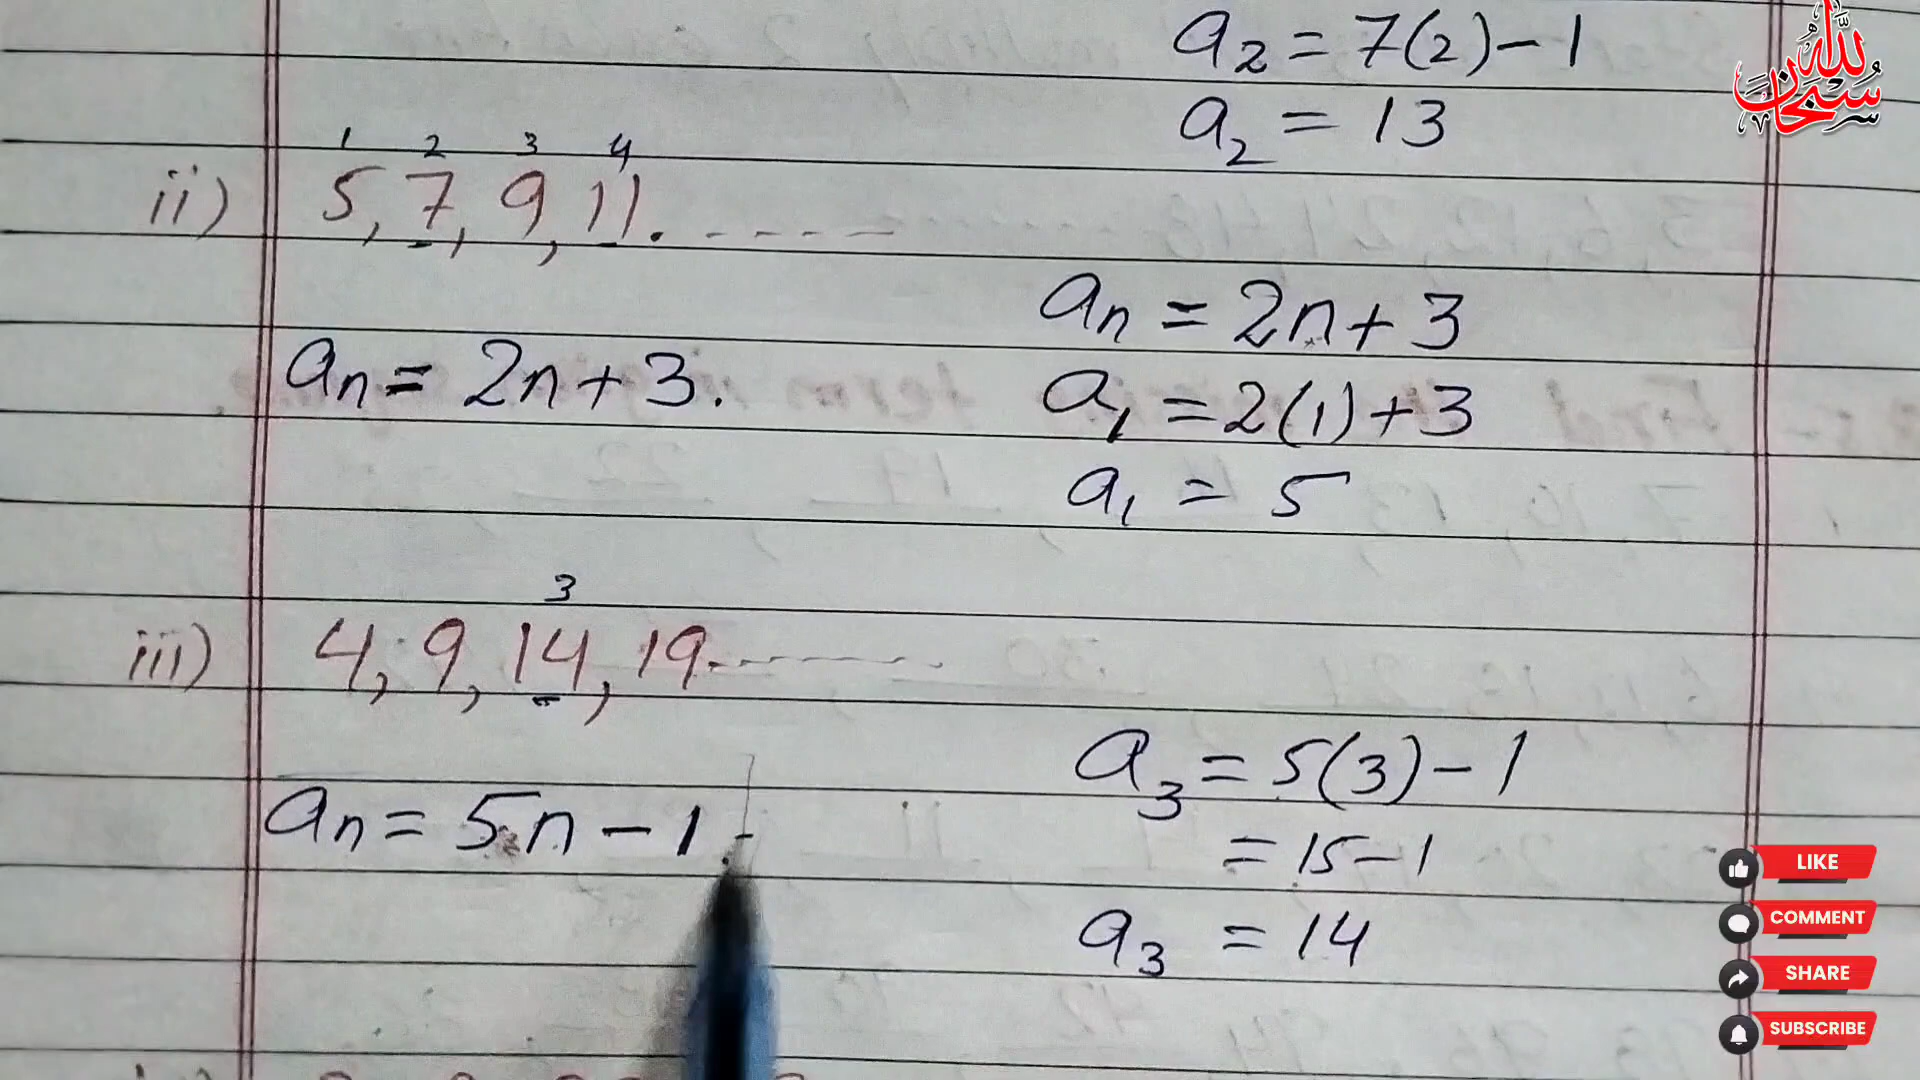 a2 = 7(2) - 1
a2 = 13
سبحان الله
1 2 3 4
ii) 5, 7, 9, 11. - - - - -
an = 2n + 3
an = 2n + 3.
a1 = 2(1) + 3
a1 = 5
3
iii) 4, 9, 14, 19. - - - - -
a3 = 5(3) - 1
an = 5n - 1.
= 15 - 1
a3 = 14
LIKE
COMMENT
SHARE
SUBSCRIBE